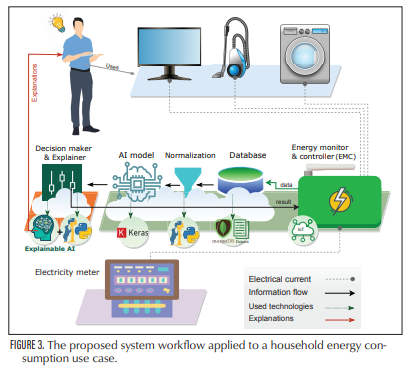 Uses
Explanations
Decision maker
& Explainer
AI model
Normalization
Database
Energy monitor
& controller (EMC)
data
result
Keras
mongoDB
IoT
Explainable AI
+
Electricity meter
Electrical current
Information flow
Used technologies
Explanations
FIGURE 3. The proposed system workflow applied to a household energy con-
sumption use case.